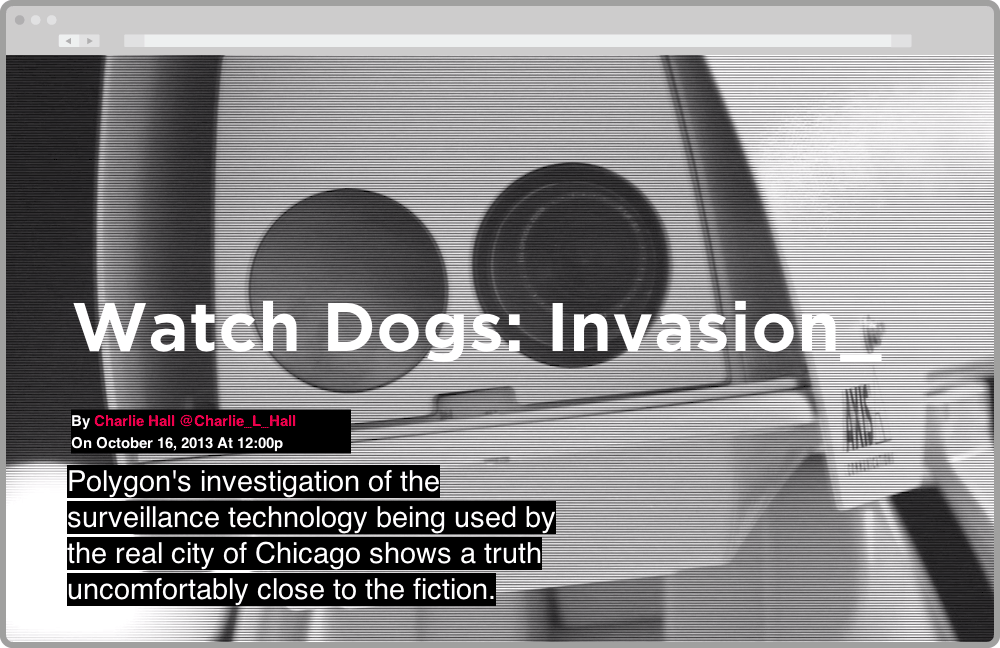 Watch Dogs: Invasion_
By Charlie Hall @Charlie_L_Hall
On October 16, 2013 At 12:00p
Polygon's investigation of the
surveillance technology being used by
the real city of Chicago shows a truth
uncomfortably close to the fiction.
AXIS
COMMUNICATIONS